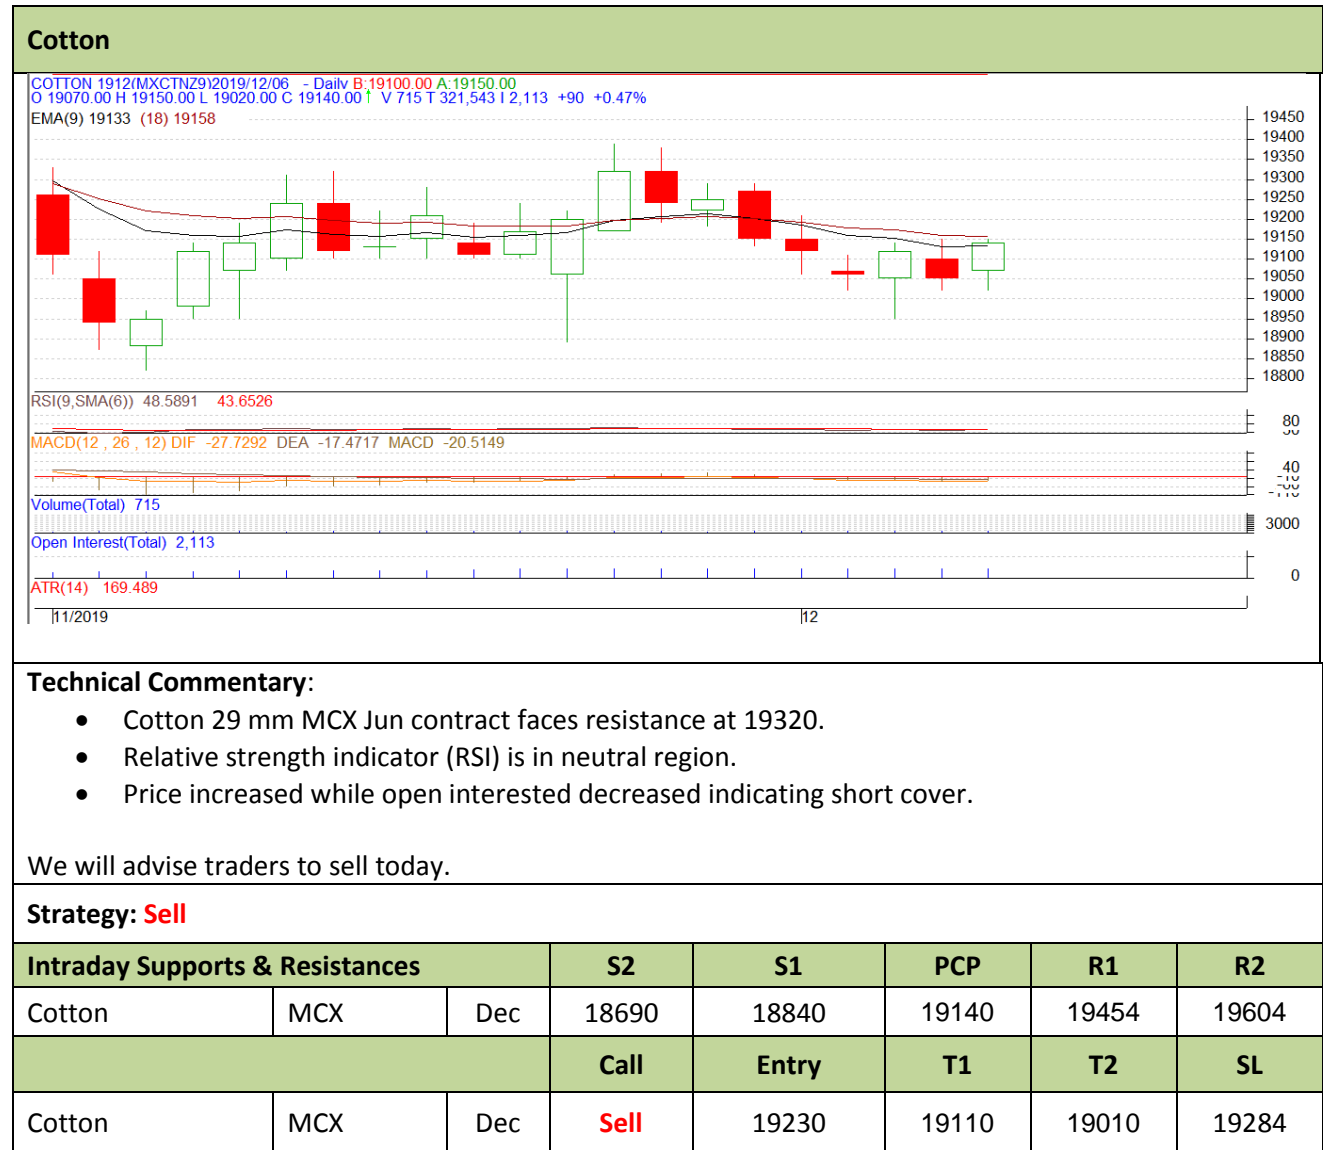 Cotton
COTTON 1912(MXCTNZ9)2019/12/06 - Daily B:19100.00 A:19150.00
O 19070.00 H 19150.00 L 19020.00 C 19140.00↑ V 715 T 321,543 I 2,113 +90 +0.47%
EMA(9) 19133 (18) 19158
19450
19400
19350
19300
19250
19200
19150
19100
19050
19000
18950
18900
18850
18800
RSI(9,SMA(6)) 48.5891 43.6526
80
MACD(12 , 26 , 12) DIF -27.7292 DEA -17.4717 MACD -20.5149
40
Volume(Total) 715
3000
Open Interest(Total) 2,113
0
ATR(14) 169.489
11/2019 12
Technical Commentary:
• Cotton 29 mm MCX Jun contract faces resistance at 19320.
• Relative strength indicator (RSI) is in neutral region.
• Price increased while open interested decreased indicating short cover.
We will advise traders to sell today.
Strategy: Sell
Intraday Supports & Resistances S2 S1 PCP R1 R2
Cotton MCX Dec 18690 18840 19140 19454 19604
Call Entry T1 T2 SL
Cotton MCX Dec Sell 19230 19110 19010 19284